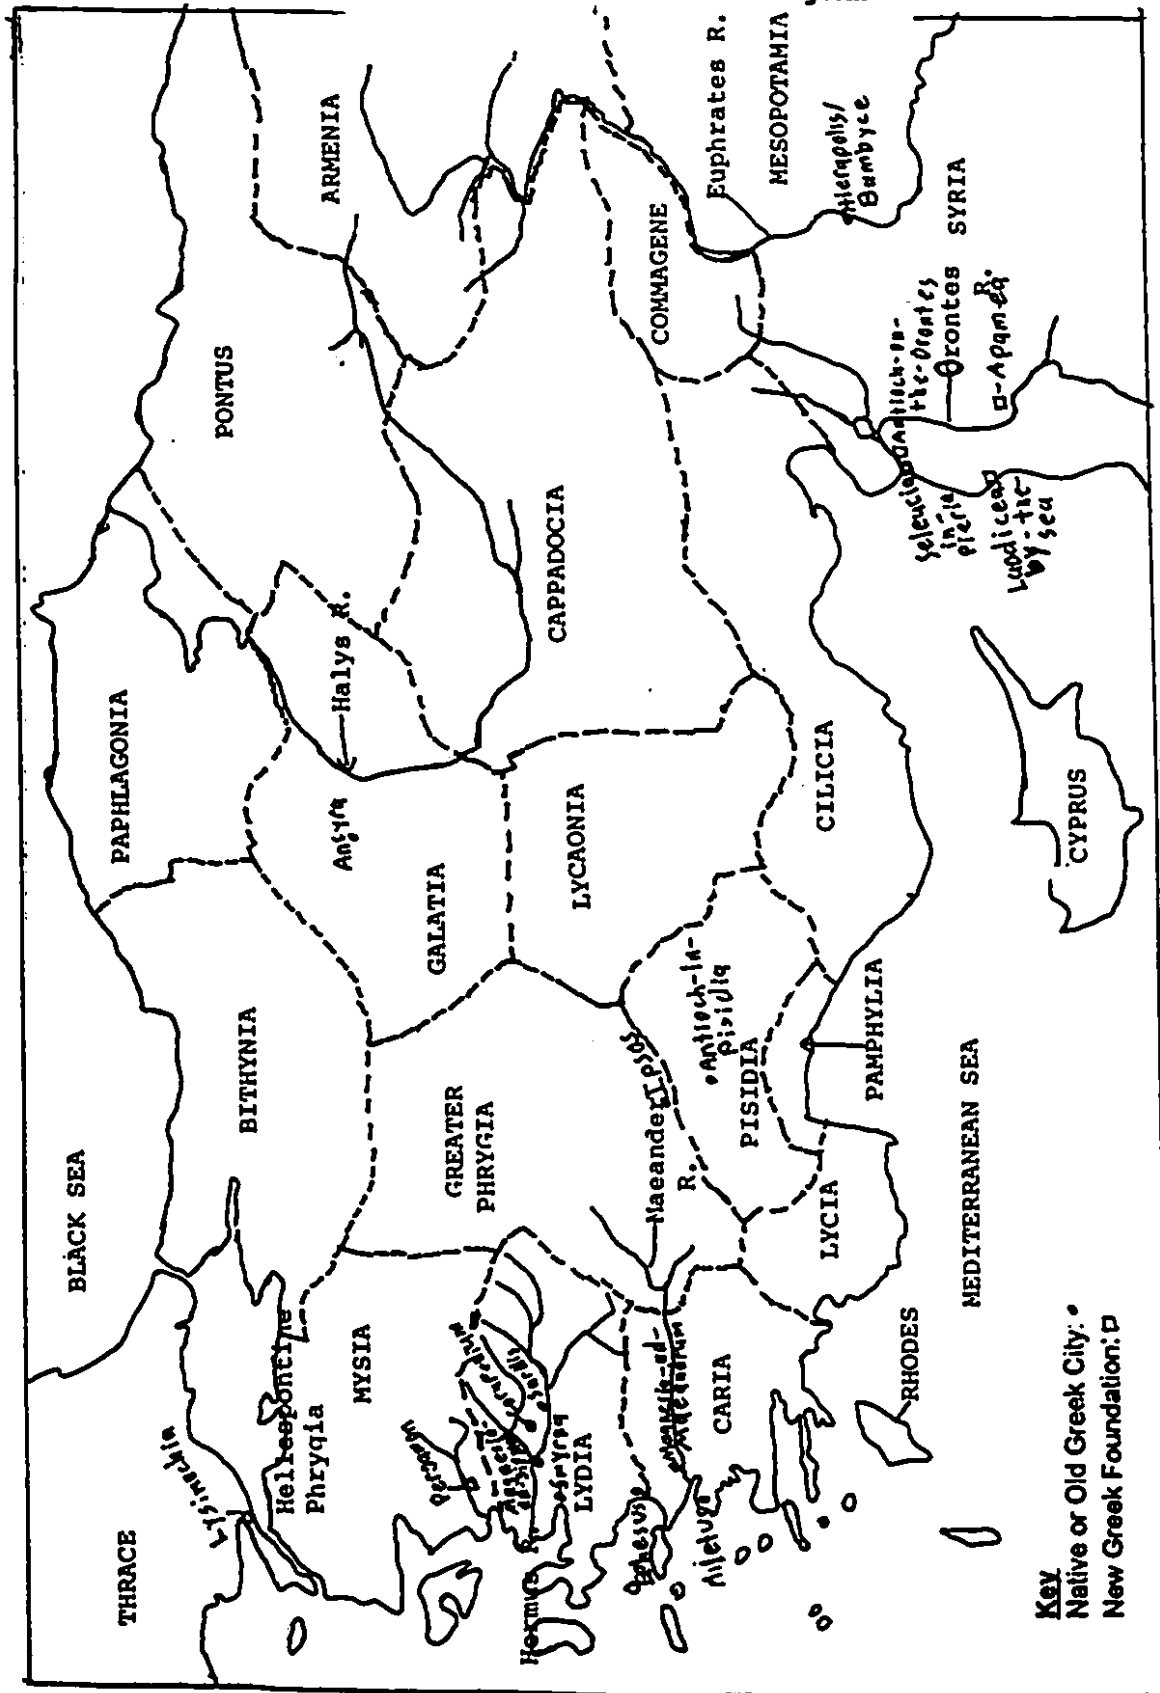 BLACK SEA
THRACE
PAPHLAGONIA
PONTUS
ARMENIA
BITHYNIA
Lysimachia
Hellespontine
Phrygia
MYSIA
Halys R.
Ancyra
GALATIA
GREATER
PHRYGIA
CAPPADOCIA
LYCAONIA
COMMAGENE
Euphrates R.
MESOPOTAMIA
Hierapolis/
Bambyce
Pergamon
Sardis
Smyrna
Hermus R.
LYDIA
Maeander
R.
Ipsos
Antioch-in-
Pisidia
PISIDIA
Ephesus
Miletus
CARIA
LYCIA
PAMPHYLIA
CILICIA
Seleucia
in-
Pieria
Antioch-on-
the-Orontes
Orontes
R.
Apamea
SYRIA
Laodicea
by-the-
sea
CYPRUS
RHODES
MEDITERRANEAN SEA
Key
Native or Old Greek City:
New Greek Foundation: